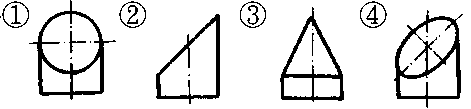 ① ② ③ ④